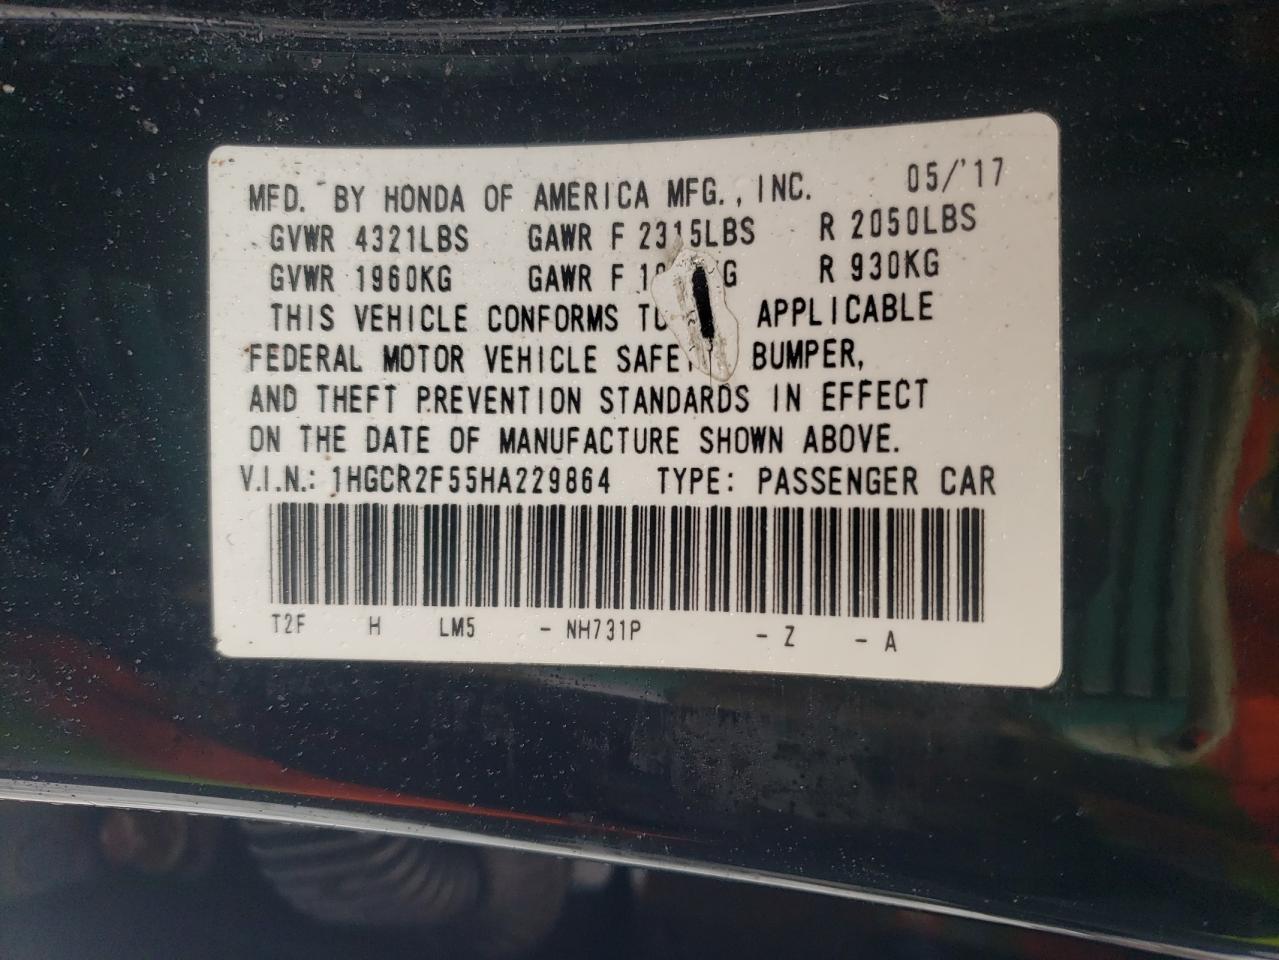 MFD. BY HONDA OF AMERICA MFG., INC. 05/'17
GVWR 4321LBS GAWR F 2315LBS R 2050LBS
GVWR 1960KG GAWR F R 930KG
THIS VEHICLE CONFORMS APPLICABLE
FEDERAL MOTOR VEHICLE BUMPER,
AND THEFT PREVENTION STANDARDS IN EFFECT
ON THE DATE OF MANUFACTURE SHOWN ABOVE.
V.I.N.: 1HGCR2F55HA229864 TYPE: PASSENGER CAR
T2F H LM5 - NH731P - Z - A